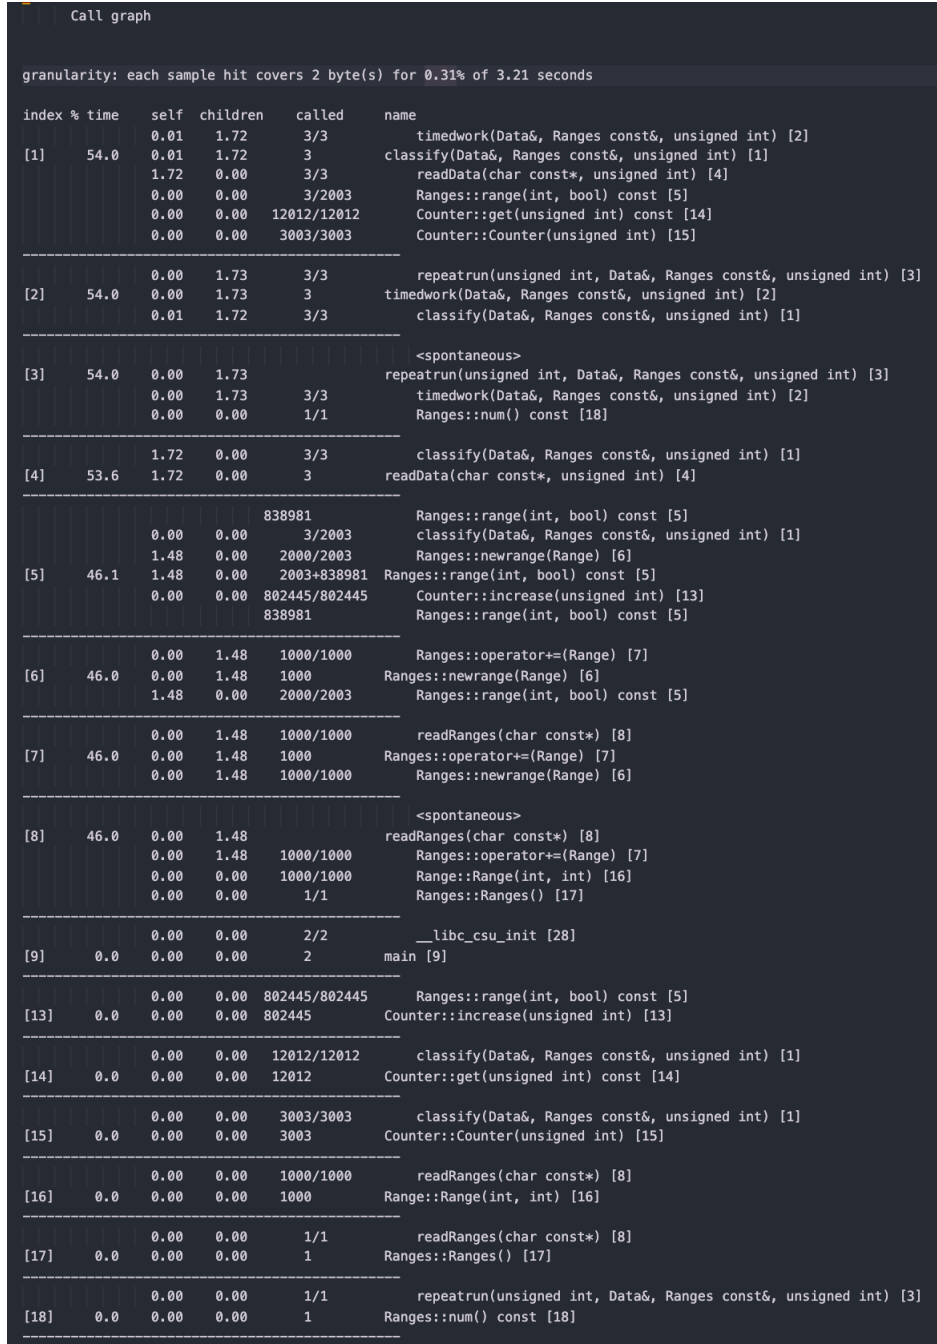 Call graph
granularity: each sample hit covers 2 byte(s) for 0.31% of 3.21 seconds
index % time    self  children    called     name
                0.01    1.72       3/3           timedwork(Data&, Ranges const&, unsigned int) [2]
[1]     54.0    0.01    1.72       3         classify(Data&, Ranges const&, unsigned int) [1]
                1.72    0.00       3/3           readData(char const*, unsigned int) [4]
                0.00    0.00       3/2003        Ranges::range(int, bool) const [5]
                0.00    0.00   12012/12012       Counter::get(unsigned int) const [14]
                0.00    0.00    3003/3003        Counter::Counter(unsigned int) [15]
-----------------------------------------------
                0.00    1.73       3/3           repeatrun(unsigned int, Data&, Ranges const&, unsigned int) [3]
[2]     54.0    0.00    1.73       3         timedwork(Data&, Ranges const&, unsigned int) [2]
                0.01    1.72       3/3           classify(Data&, Ranges const&, unsigned int) [1]
-----------------------------------------------
                                                 <spontaneous>
[3]     54.0    0.00    1.73                 repeatrun(unsigned int, Data&, Ranges const&, unsigned int) [3]
                0.00    1.73       3/3           timedwork(Data&, Ranges const&, unsigned int) [2]
                0.00    0.00       1/1           Ranges::num() const [18]
-----------------------------------------------
                1.72    0.00       3/3           classify(Data&, Ranges const&, unsigned int) [1]
[4]     53.6    1.72    0.00       3         readData(char const*, unsigned int) [4]
-----------------------------------------------
                              838981             Ranges::range(int, bool) const [5]
                0.00    0.00       3/2003        classify(Data&, Ranges const&, unsigned int) [1]
                1.48    0.00    2000/2003        Ranges::newrange(Range) [6]
[5]     46.1    1.48    0.00    2003+838981  Ranges::range(int, bool) const [5]
                0.00    0.00  802445/802445      Counter::increase(unsigned int) [13]
                              838981             Ranges::range(int, bool) const [5]
-----------------------------------------------
                0.00    1.48    1000/1000        Ranges::operator+=(Range) [7]
[6]     46.0    0.00    1.48    1000         Ranges::newrange(Range) [6]
                1.48    0.00    2000/2003        Ranges::range(int, bool) const [5]
-----------------------------------------------
                0.00    1.48    1000/1000        readRanges(char const*) [8]
[7]     46.0    0.00    1.48    1000         Ranges::operator+=(Range) [7]
                0.00    1.48    1000/1000        Ranges::newrange(Range) [6]
-----------------------------------------------
                                                 <spontaneous>
[8]     46.0    0.00    1.48                 readRanges(char const*) [8]
                0.00    1.48    1000/1000        Ranges::operator+=(Range) [7]
                0.00    0.00    1000/1000        Range::Range(int, int) [16]
                0.00    0.00       1/1           Ranges::Ranges() [17]
-----------------------------------------------
                0.00    0.00       2/2           __libc_csu_init [28]
[9]      0.0    0.00    0.00       2         main [9]
-----------------------------------------------
                0.00    0.00  802445/802445      Ranges::range(int, bool) const [5]
[13]     0.0    0.00    0.00  802445         Counter::increase(unsigned int) [13]
-----------------------------------------------
                0.00    0.00   12012/12012       classify(Data&, Ranges const&, unsigned int) [1]
[14]     0.0    0.00    0.00   12012         Counter::get(unsigned int) const [14]
-----------------------------------------------
                0.00    0.00    3003/3003        classify(Data&, Ranges const&, unsigned int) [1]
[15]     0.0    0.00    0.00    3003         Counter::Counter(unsigned int) [15]
-----------------------------------------------
                0.00    0.00    1000/1000        readRanges(char const*) [8]
[16]     0.0    0.00    0.00    1000         Range::Range(int, int) [16]
-----------------------------------------------
                0.00    0.00       1/1           readRanges(char const*) [8]
[17]     0.0    0.00    0.00       1         Ranges::Ranges() [17]
-----------------------------------------------
                0.00    0.00       1/1           repeatrun(unsigned int, Data&, Ranges const&, unsigned int) [3]
[18]     0.0    0.00    0.00       1         Ranges::num() const [18]
-----------------------------------------------